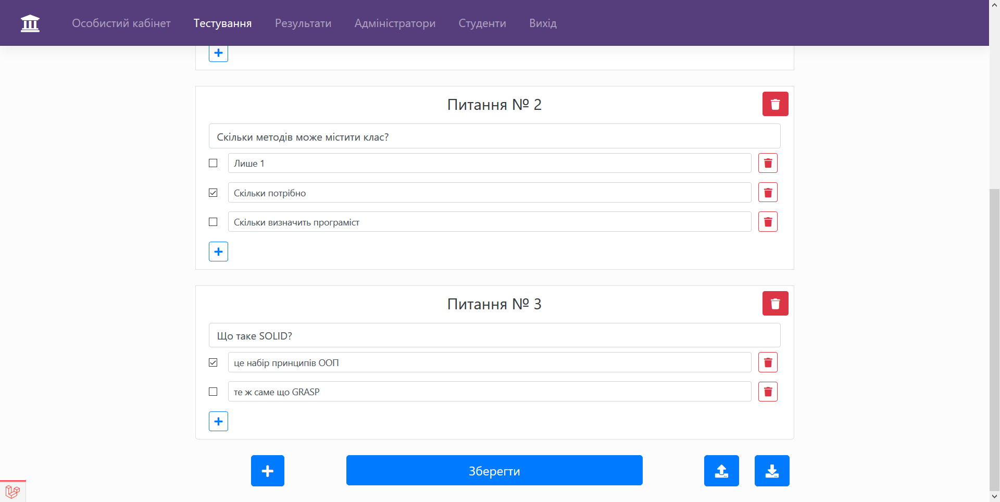 Особистий кабінет Тестування Результати Адміністратори Студенти Вихід
Питання № 2
Скільки методів може містити клас?
Лише 1
Скільки потрібно
Скільки визначить програміст
Питання № 3
Що таке SOLID?
це набір принципів ООП
те ж саме що GRASP
Зберегти